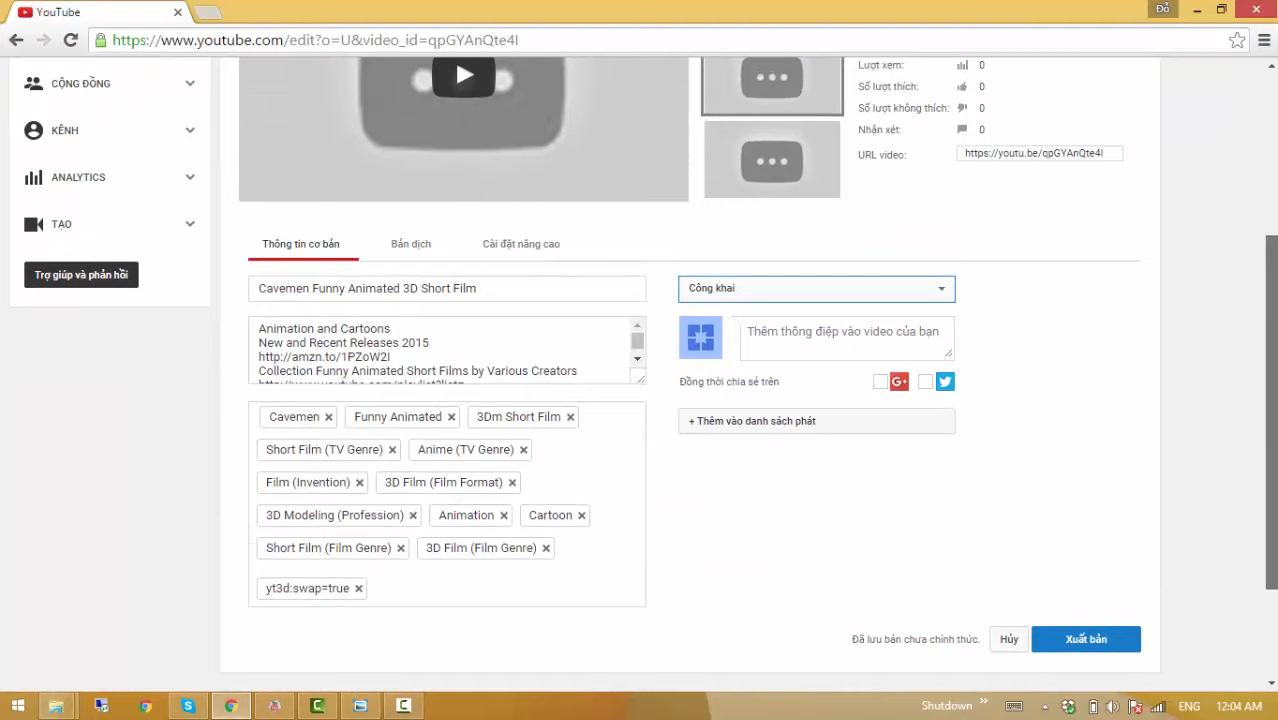 YouTube
Đỗ
https://www.youtube.com/edit?o=U&video_id=qpGYAnQte4I
CỘNG ĐỒNG
KÊNH
ANALYTICS
TẠO
Trợ giúp và phản hồi
Lượt xem: 0
Số lượt thích: 0
Số lượt không thích: 0
Nhận xét: 0
URL video: https://youtu.be/qpGYAnQte4I
Thông tin cơ bản
Bản dịch
Cài đặt nâng cao
Cavemen Funny Animated 3D Short Film
Công khai
Animation and Cartoons
New and Recent Releases 2015
http://amzn.to/1PZoW2I
Collection Funny Animated Short Films by Various Creators
Thêm thông điệp vào video của bạn
Đồng thời chia sẻ trên
G+
+ Thêm vào danh sách phát
Cavemen × Funny Animated × 3Dm Short Film ×
Short Film (TV Genre) × Anime (TV Genre) ×
Film (Invention) × 3D Film (Film Format) ×
3D Modeling (Profession) × Animation × Cartoon ×
Short Film (Film Genre) × 3D Film (Film Genre) ×
yt3d:swap=true ×
Đã lưu bản chưa chính thức.
Hủy
Xuất bản
Shutdown
ENG
12:04 AM